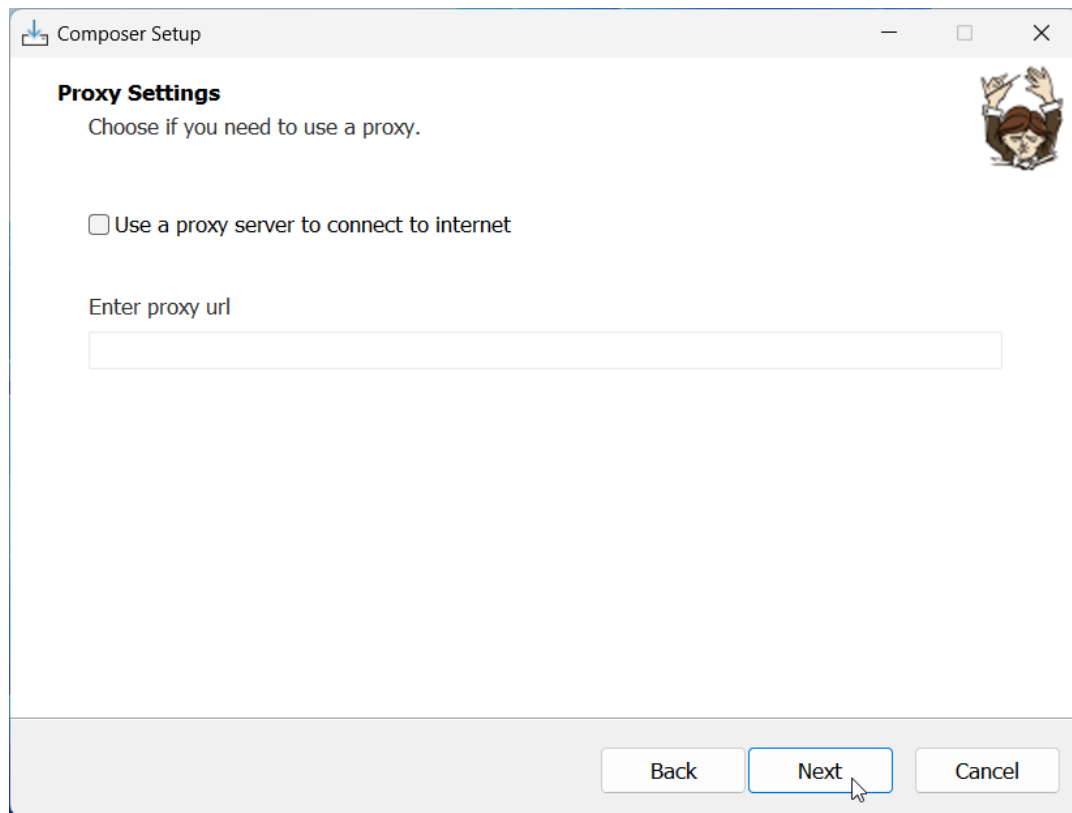 Composer Setup
Proxy Settings
Choose if you need to use a proxy.
Use a proxy server to connect to internet
Enter proxy url
Back Next Cancel